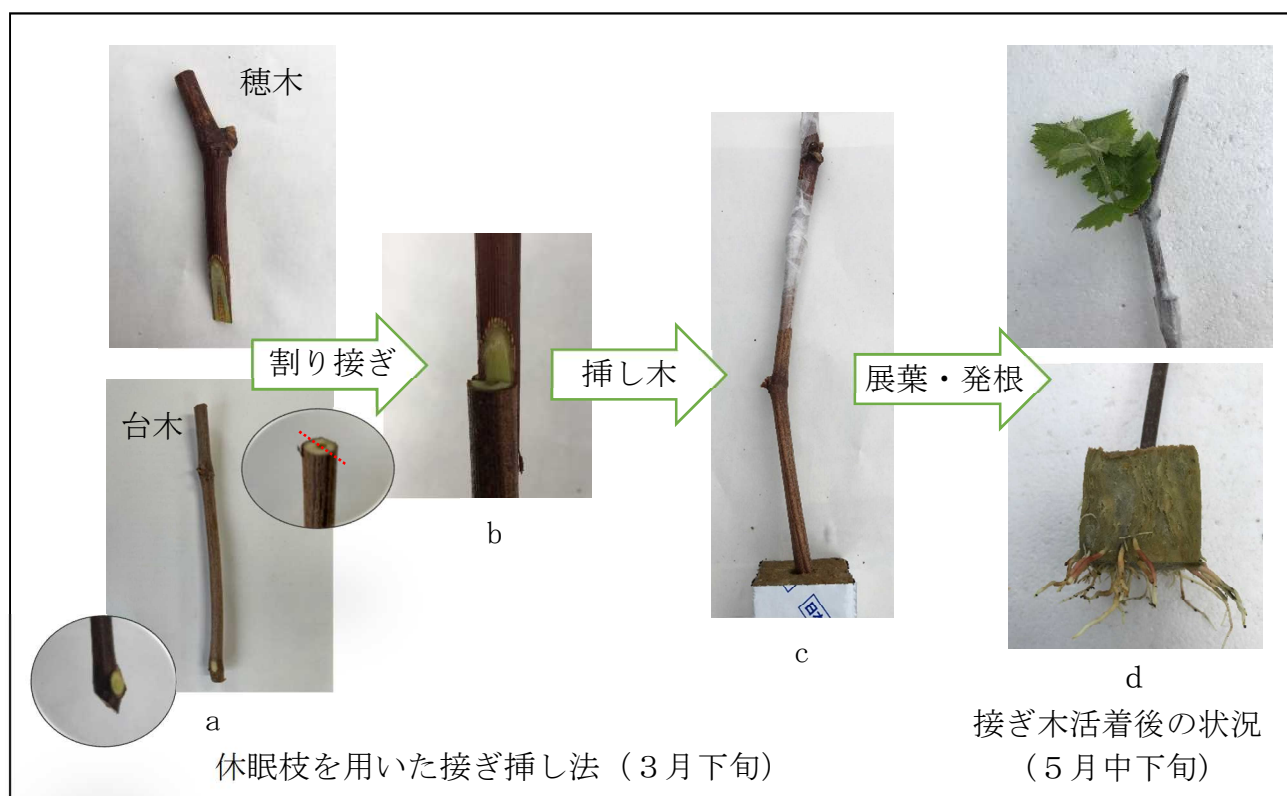 穂木
台木
割り接ぎ
挿し木
展葉・発根
a
b
c
d
休眠枝を用いた接ぎ挿し法（３月下旬）
接ぎ木活着後の状況
（５月中下旬）